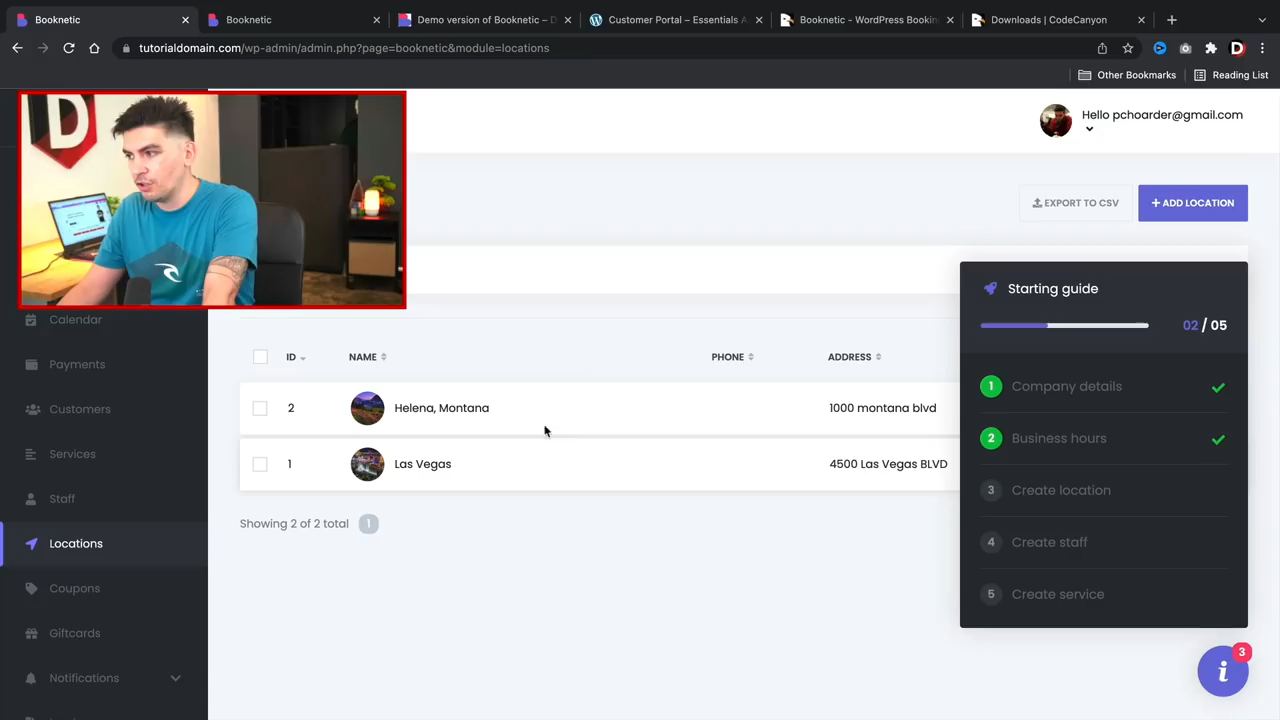 Booknetic
Booknetic
Demo version of Booknetic – D
Customer Portal – Essentials A
Booknetic - WordPress Bookin
Downloads | CodeCanyon
tutorialdomain.com/wp-admin/admin.php?page=booknetic&module=locations
Other Bookmarks
Reading List
Hello pchoarder@gmail.com
EXPORT TO CSV
+ ADD LOCATION
Starting guide
02 / 05
1 Company details
2 Business hours
3 Create location
4 Create staff
5 Create service
Calendar
Payments
Customers
Services
Staff
Locations
Coupons
Giftcards
Notifications
ID NAME PHONE ADDRESS
2 Helena, Montana 1000 montana blvd
1 Las Vegas 4500 Las Vegas BLVD
Showing 2 of 2 total 1
i 3
D